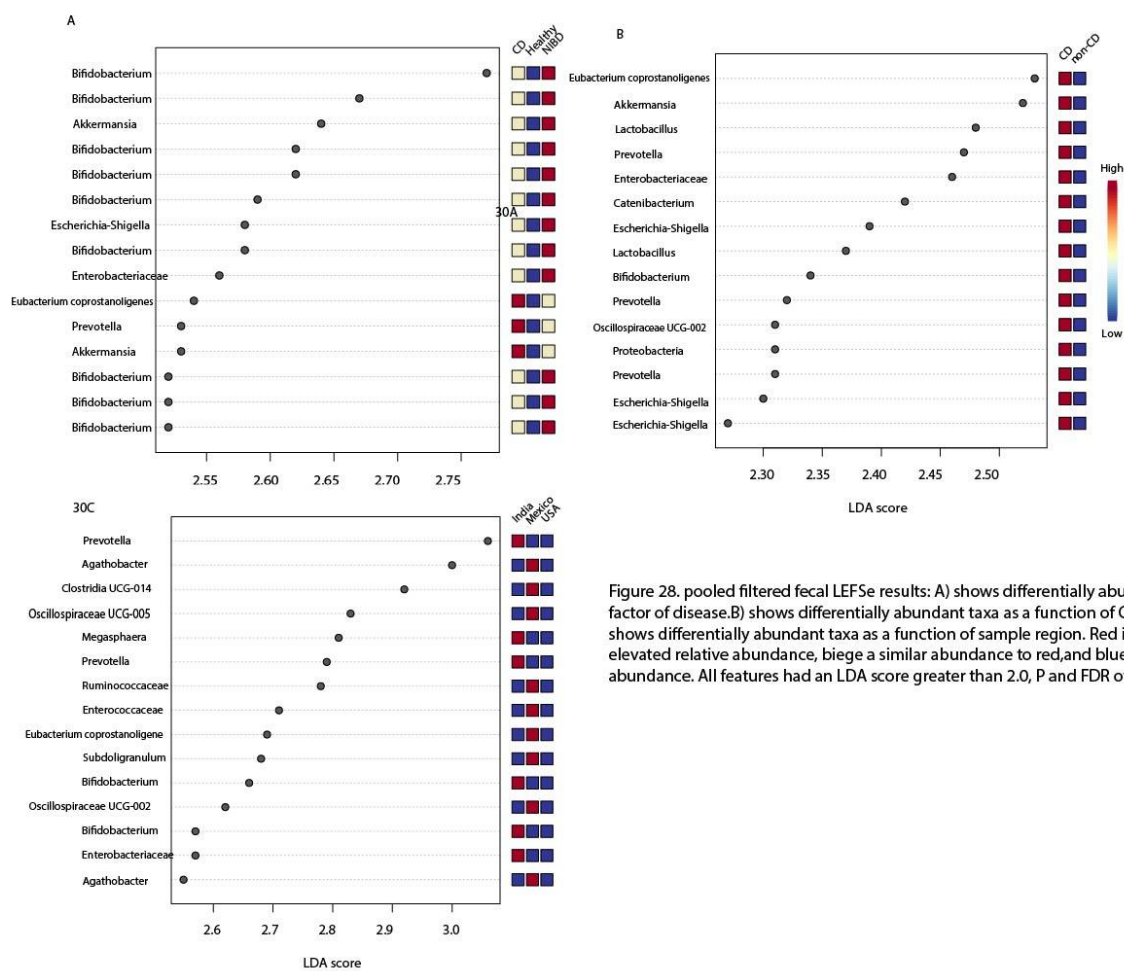 A
CD Healthy NIBD
Bifidobacterium
Bifidobacterium
Akkermansia
Bifidobacterium
Bifidobacterium
Bifidobacterium
30A
Escherichia-Shigella
Bifidobacterium
Enterobacteriaceae
Eubacterium coprostanoligenes
Prevotella
Akkermansia
Bifidobacterium
Bifidobacterium
Bifidobacterium
2.55 2.60 2.65 2.70 2.75
B
CD non-CD
Eubacterium coprostanoligenes
Akkermansia
Lactobacillus
Prevotella
Enterobacteriaceae
Catenibacterium
Escherichia-Shigella
Lactobacillus
Bifidobacterium
Prevotella
Oscillospiraceae UCG-002
Proteobacteria
Prevotella
Escherichia-Shigella
Escherichia-Shigella
2.30 2.35 2.40 2.45 2.50
LDA score
High
Low
30C
India Mexico USA
Prevotella
Agathobacter
Clostridia UCG-014
Oscillospiraceae UCG-005
Megasphaera
Prevotella
Ruminococcaceae
Enterococcaceae
Eubacterium coprostanoligene
Subdoligranulum
Bifidobacterium
Oscillospiraceae UCG-002
Bifidobacterium
Enterobacteriaceae
Agathobacter
2.6 2.7 2.8 2.9 3.0
LDA score
Figure 28. pooled filtered fecal LEFSe results: A) shows differentially abu
factor of disease.B) shows differentially abundant taxa as a function of
shows differentially abundant taxa as a function of sample region. Red i
elevated relative abundance, biege a similar abundance to red,and blue
abundance. All features had an LDA score greater than 2.0, P and FDR o